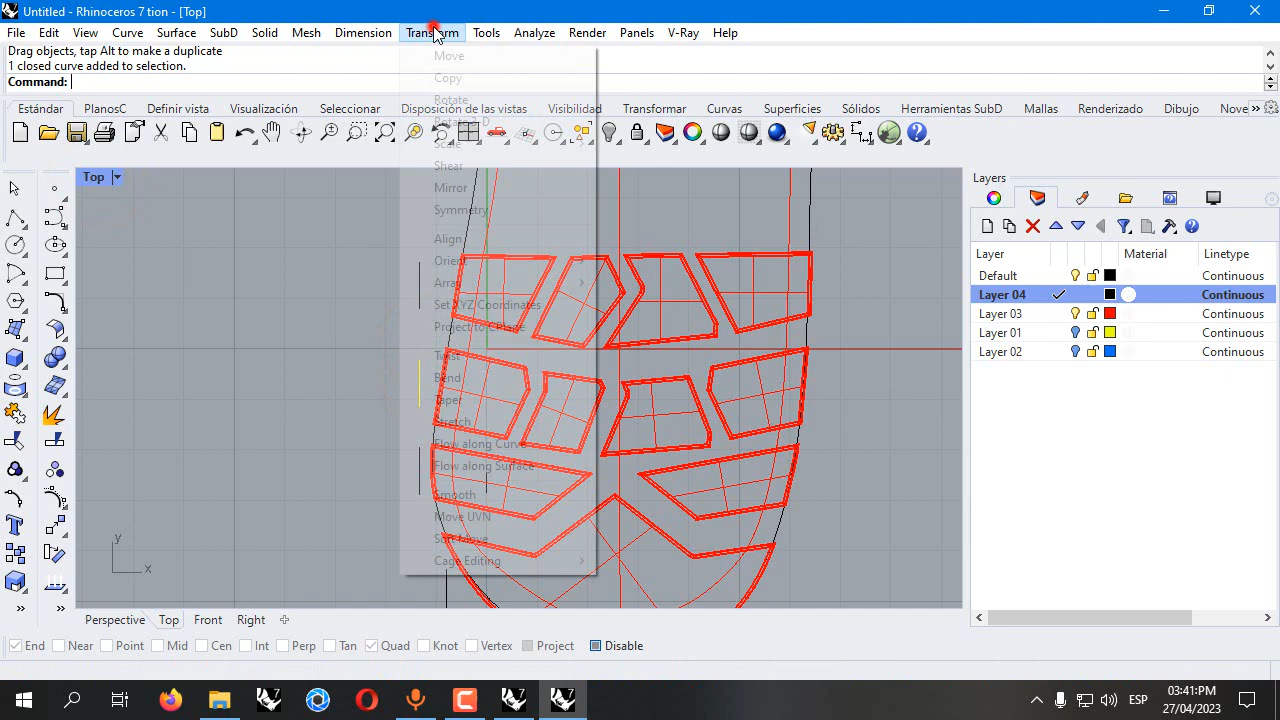 Untitled - Rhinoceros 7 tion - [Top]
File Edit View Curve Surface SubD Solid Mesh Dimension Transform Tools Analyze Render Panels V-Ray Help
Drag objects, tap Alt to make a duplicate
1 closed curve added to selection.
Command:
Estándar PlanosC Definir vista Visualización Seleccionar Disposición de las vistas Visibilidad Transformar Curvas Superficies Sólidos Herramientas SubD Mallas Renderizado Dibujo Nove
Top
Move
Copy
Rotate
Rotate 3-D
Scale
Shear
Mirror
Symmetry
Align
Orient
Array
Set XYZ Coordinates
Project to CPlane
Twist
Bend
Taper
Stretch
Flow along Curve
Flow along Surface
Smooth
Move UVN
Soft Move
Cage Editing
y
x
Layers
Layer Material Linetype
Default Continuous
Layer 04 Continuous
Layer 03 Continuous
Layer 01 Continuous
Layer 02 Continuous
Perspective Top Front Right
End Near Point Mid Cen Int Perp Tan Quad Knot Vertex Project Disable
ESP
03:41:PM
27/04/2023